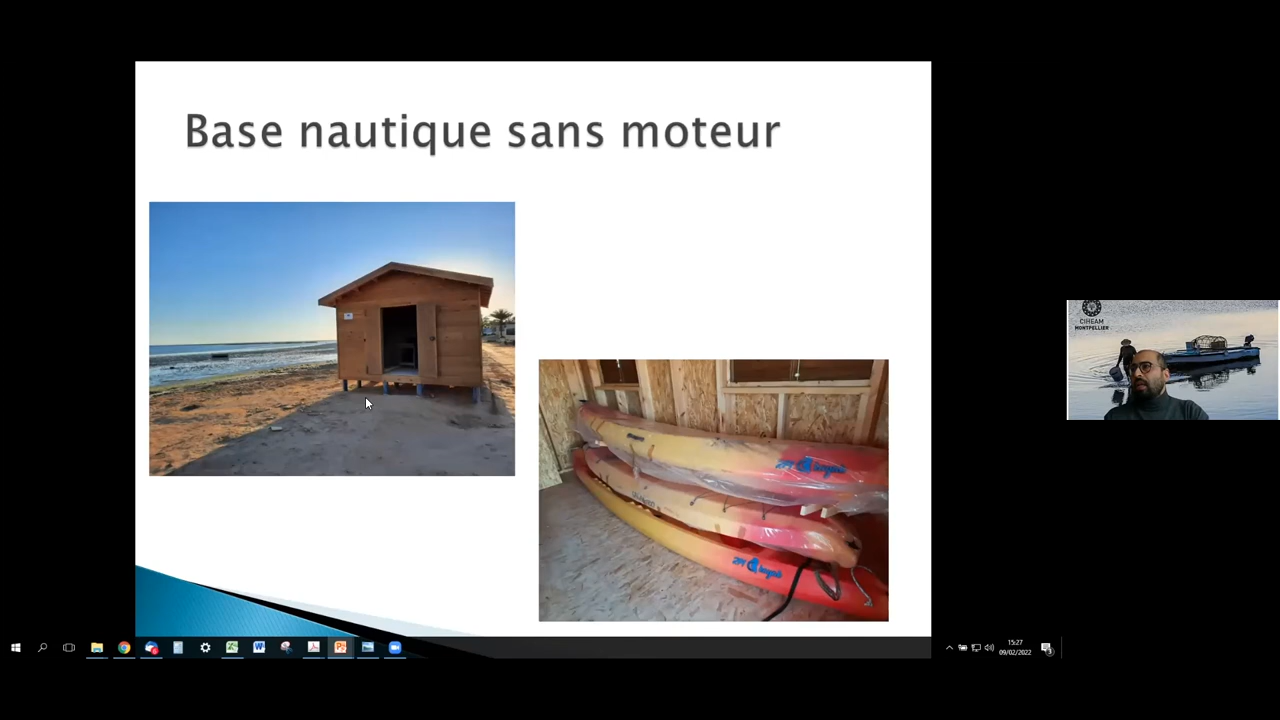 Base nautique sans moteur
CIHEAM
MONTPELLIER
15:27
09/02/2022